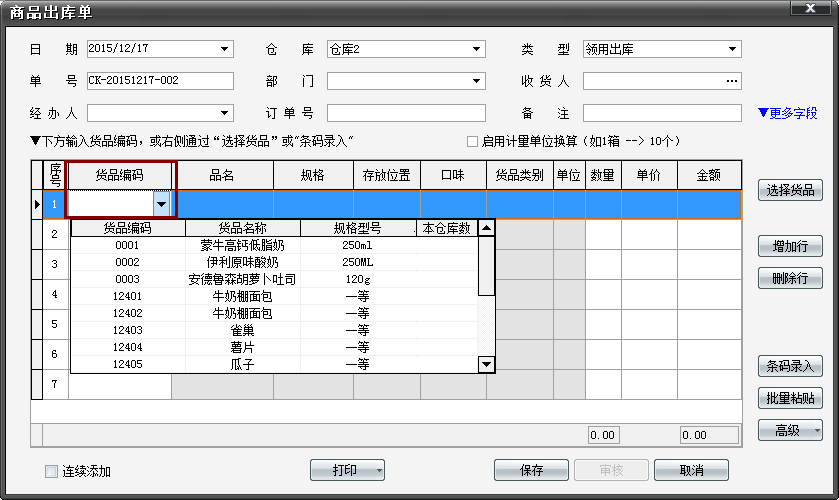 商品出库单
日 期 2015/12/17 仓 库 仓库2 类 型 领用出库
单 号 CK-20151217-002 部 门 收 货 人 ...
经 办 人 订 单 号 备 注 ▼更多字段
▼下方输入货品编码，或右侧通过“选择货品”或"条码录入" 启用计量单位换算（如1箱 --> 10个）
序号 货品编码 品名 规格 存放位置 口味 货品类别 单位 数量 单价 金额
选择货品
1
2 货品编码 货品名称 规格型号 本仓库数
0001 蒙牛高钙低脂奶 250ml
增加行
3 0002 伊利原味酸奶 250ML
0003 安德鲁森胡萝卜吐司 120g
删除行
4 12401 牛奶棚面包 一等
12402 牛奶棚面包 一等
5 12403 雀巢 一等
6 12404 薯片 一等
12405 瓜子 一等
条码录入
7
批量粘贴
0.00 0.00
高级
连续添加 打印 保存 审核 取消